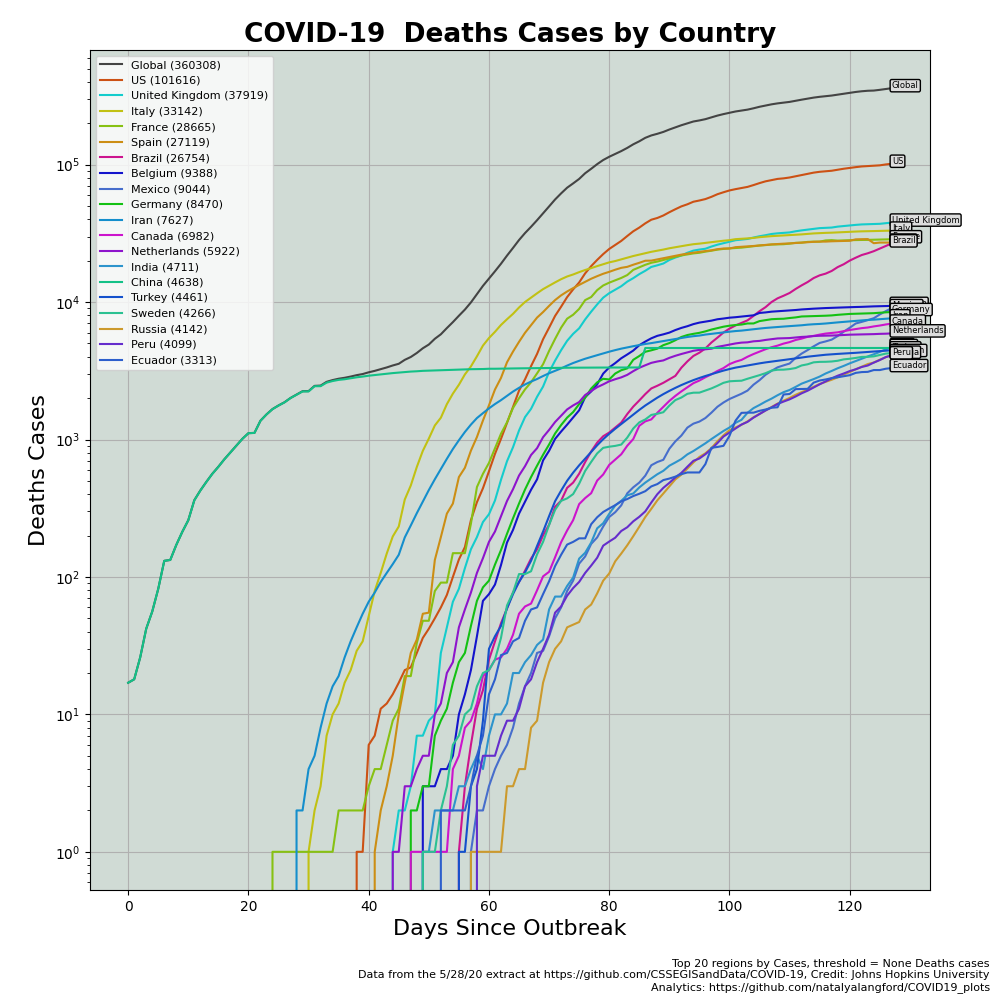 COVID-19  Deaths Cases by Country
Global (360308)
US (101616)
United Kingdom (37919)
Italy (33142)
France (28665)
Spain (27119)
Brazil (26754)
Belgium (9388)
Mexico (9044)
Germany (8470)
Iran (7627)
Canada (6982)
Netherlands (5922)
India (4711)
China (4638)
Turkey (4461)
Sweden (4266)
Russia (4142)
Peru (4099)
Ecuador (3313)
Global
US
United Kingdom
Italy
Brazil
Germany
Canada
Netherlands
Peru
Ecuador
Deaths Cases
10^5
10^4
10^3
10^2
10^1
10^0
0 20 40 60 80 100 120
Days Since Outbreak
Top 20 regions by Cases, threshold = None Deaths cases
Data from the 5/28/20 extract at https://github.com/CSSEGISandData/COVID-19, Credit: Johns Hopkins University
Analytics: https://github.com/natalyalangford/COVID19_plots